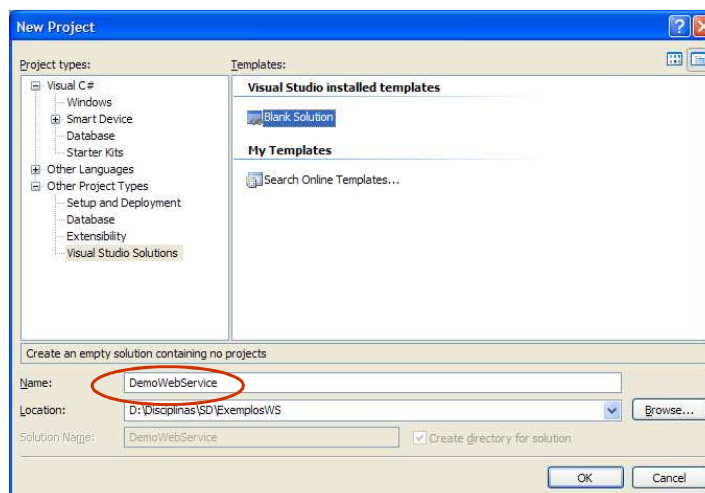 New Project
Project types:
Templates:
Visual C#
Windows
Smart Device
Database
Starter Kits
Other Languages
Other Project Types
Setup and Deployment
Database
Extensibility
Visual Studio Solutions
Visual Studio installed templates
Blank Solution
My Templates
Search Online Templates...
Create an empty solution containing no projects
Name: DemoWebService
Location: D:\Disciplinas\SD\ExemplosWS Browse...
Solution Name: DemoWebService Create directory for solution
OK Cancel